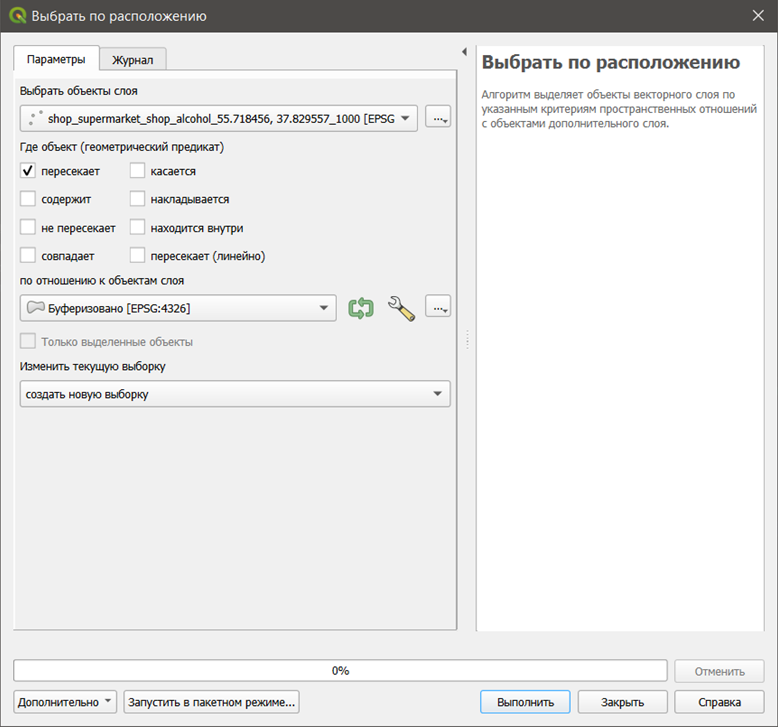 Выбрать по расположению
Параметры
Журнал
Выбрать объекты слоя
shop_supermarket_shop_alcohol_55.718456, 37.829557_1000 [EPSG
...
Где объект (геометрический предикат)
пересекает
касается
содержит
накладывается
не пересекает
находится внутри
совпадает
пересекает (линейно)
по отношению к объектам слоя
Буферизовано [EPSG:4326]
...
Только выделенные объекты
Изменить текущую выборку
создать новую выборку
Выбрать по расположению
Алгоритм выделяет объекты векторного слоя по
указанным критериям пространственных отношений
с объектами дополнительного слоя.
0%
Отменить
Дополнительно
Запустить в пакетном режиме...
Выполнить
Закрыть
Справка